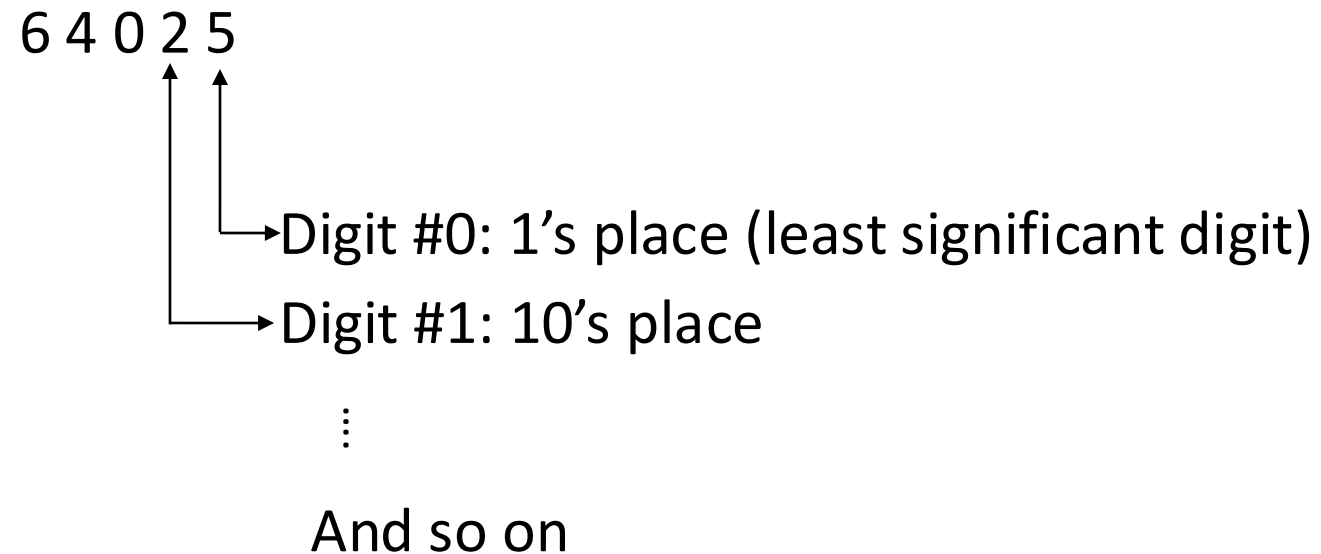 6 4 0 2 5
Digit #0: 1’s place (least significant digit)
Digit #1: 10’s place
And so on